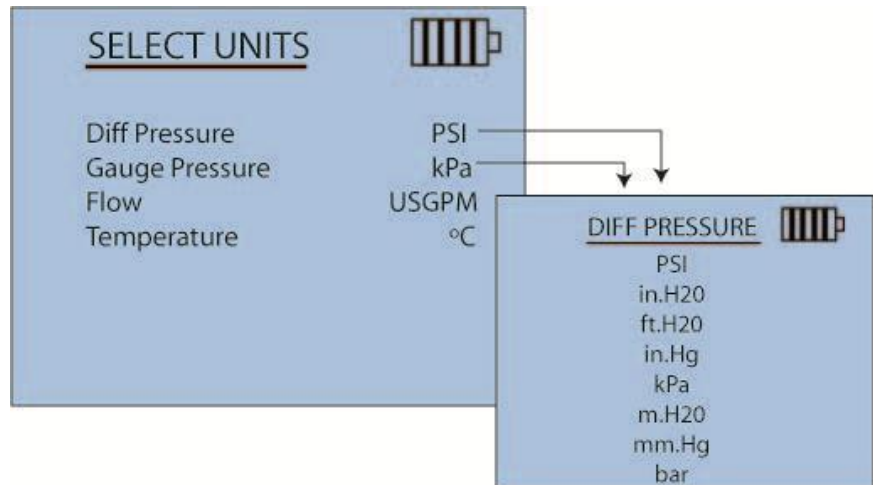 SELECT UNITS
Diff Pressure PSI
Gauge Pressure kPa
Flow USGPM
Temperature °C
DIFF PRESSURE
PSI
in.H20
ft.H20
in.Hg
kPa
m.H20
mm.Hg
bar